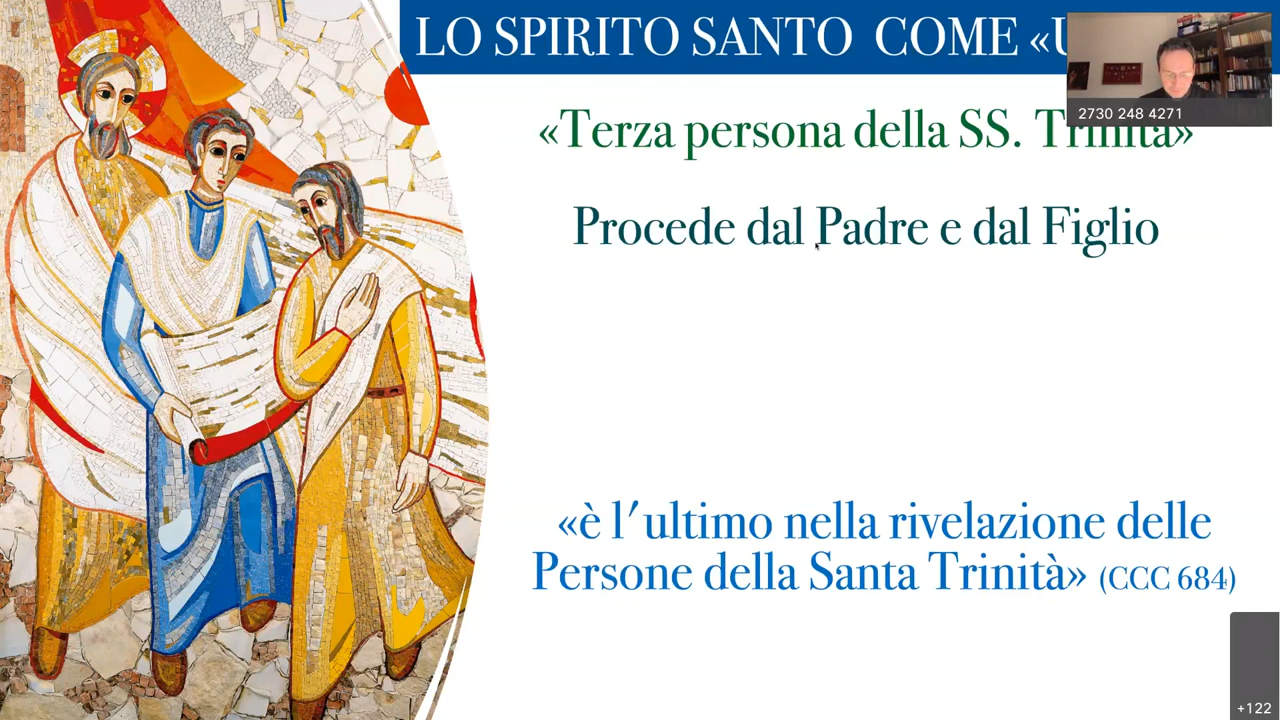 LO SPIRITO SANTO COME «U
2730 248 4271
«Terza persona della SS. Trinità»
Procede dal Padre e dal Figlio
«è l'ultimo nella rivelazione delle
Persone della Santa Trinità» (CCC 684)
+122